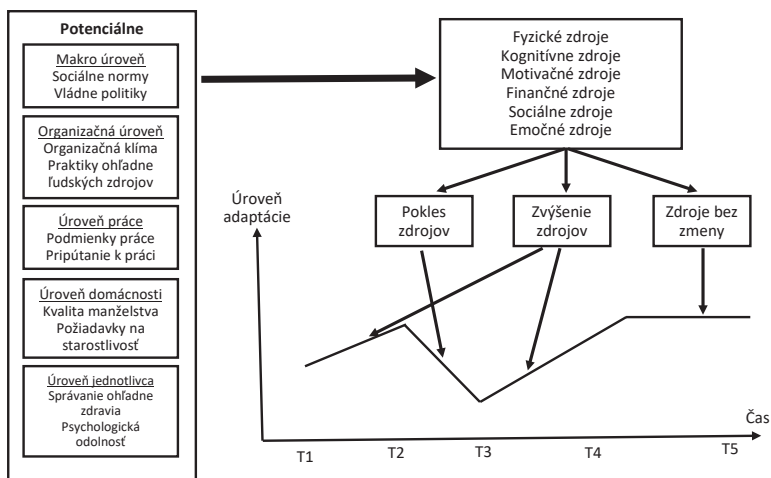 Potenciálne
Makro úroveň
Sociálne normy
Vládne politiky
Organizačná úroveň
Organizačná klíma
Praktiky ohľadne
ľudských zdrojov
Úroveň práce
Podmienky práce
Pripútanie k práci
Úroveň domácnosti
Kvalita manželstva
Požiadavky na
starostlivosť
Úroveň jednotlivca
Správanie ohľadne
zdravia
Psychologická
odolnosť
Fyzické zdroje
Kognitívne zdroje
Motivačné zdroje
Finančné zdroje
Sociálne zdroje
Emočné zdroje
Pokles
zdrojov
Zvýšenie
zdrojov
Zdroje bez
zmeny
Úroveň
adaptácie
Čas
T1 T2 T3 T4 T5